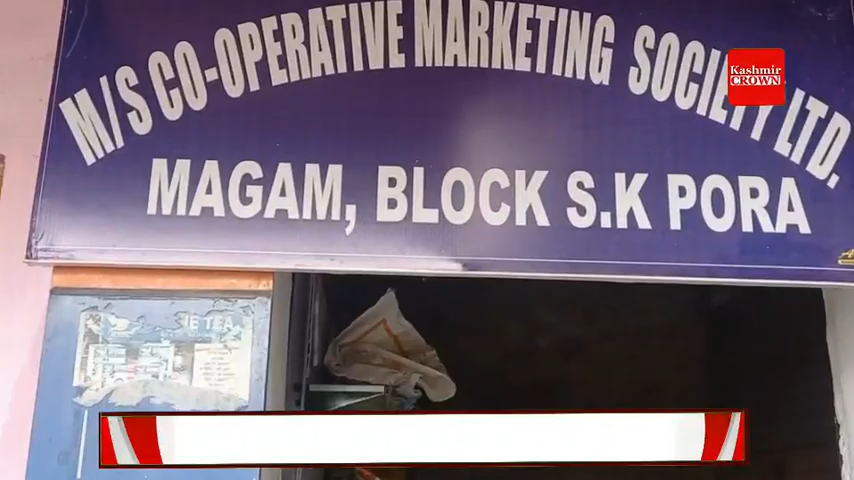 M/S CO-OPERATIVE MARKETING SOCIETY LTD
MAGAM, BLOCK S.K PORA
Kashmir
CROWN